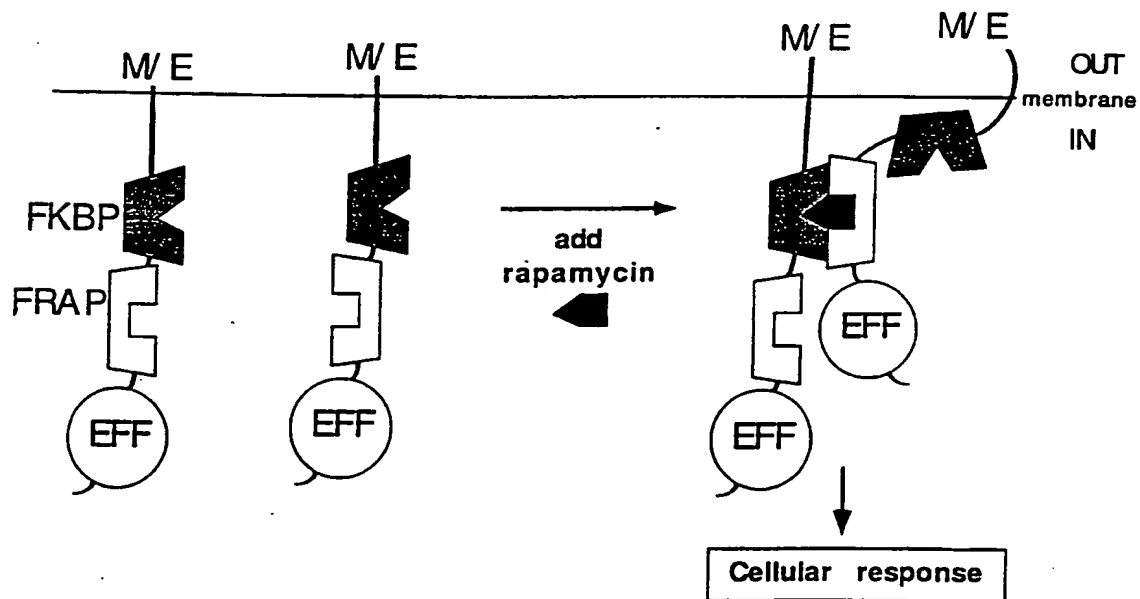 M/E
M/E
M/E
M/E
OUT
membrane
IN
FKBP
FRAP
add
rapamycin
EFF
EFF
EFF
EFF
Cellular response